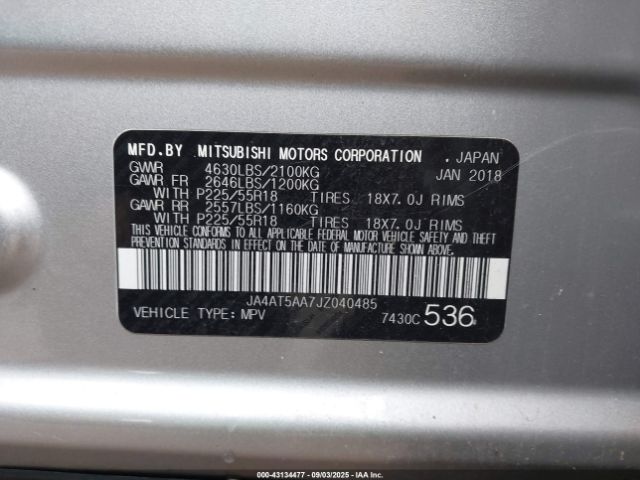 MFD.BY MITSUBISHI MOTORS CORPORATION . JAPAN
GVWR 4630LBS/2100KG JAN 2018
GAWR FR 2646LBS/1200KG
WITH P225/55R18 TIRES 18X7.0J RIMS
GAWR RR 2557LBS/1160KG
WITH P225/55R18 TIRES 18X7.0J RIMS
THIS VEHICLE CONFORMS TO ALL APPLICABLE FEDERAL MOTOR VEHICLE SAFETY AND THEFT
PREVENTION STANDARDS IN EFFECT ON THE DATE OF MANUFACTURE SHOWN ABOVE.
JA4AT5AA7JZ040485
VEHICLE TYPE: MPV 7430C 536
000-43134477 - 09/03/2025 - IAA Inc.